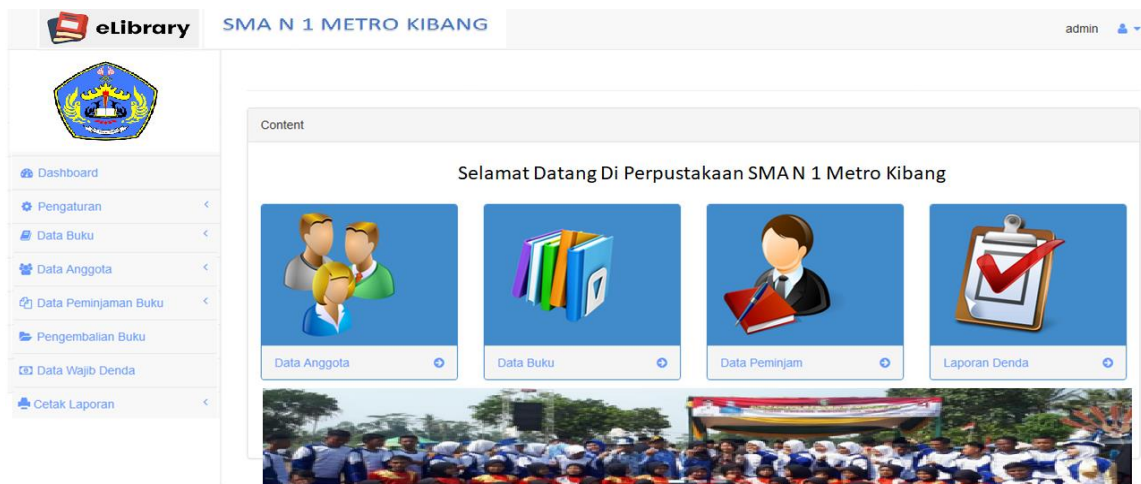 eLibrary
SMA N 1 METRO KIBANG
admin
Content
Selamat Datang Di Perpustakaan SMA N 1 Metro Kibang
Dashboard
Pengaturan
Data Buku
Data Anggota
Data Peminjaman Buku
Pengembalian Buku
Data Wajib Denda
Cetak Laporan
Data Anggota
Data Buku
Data Peminjam
Laporan Denda